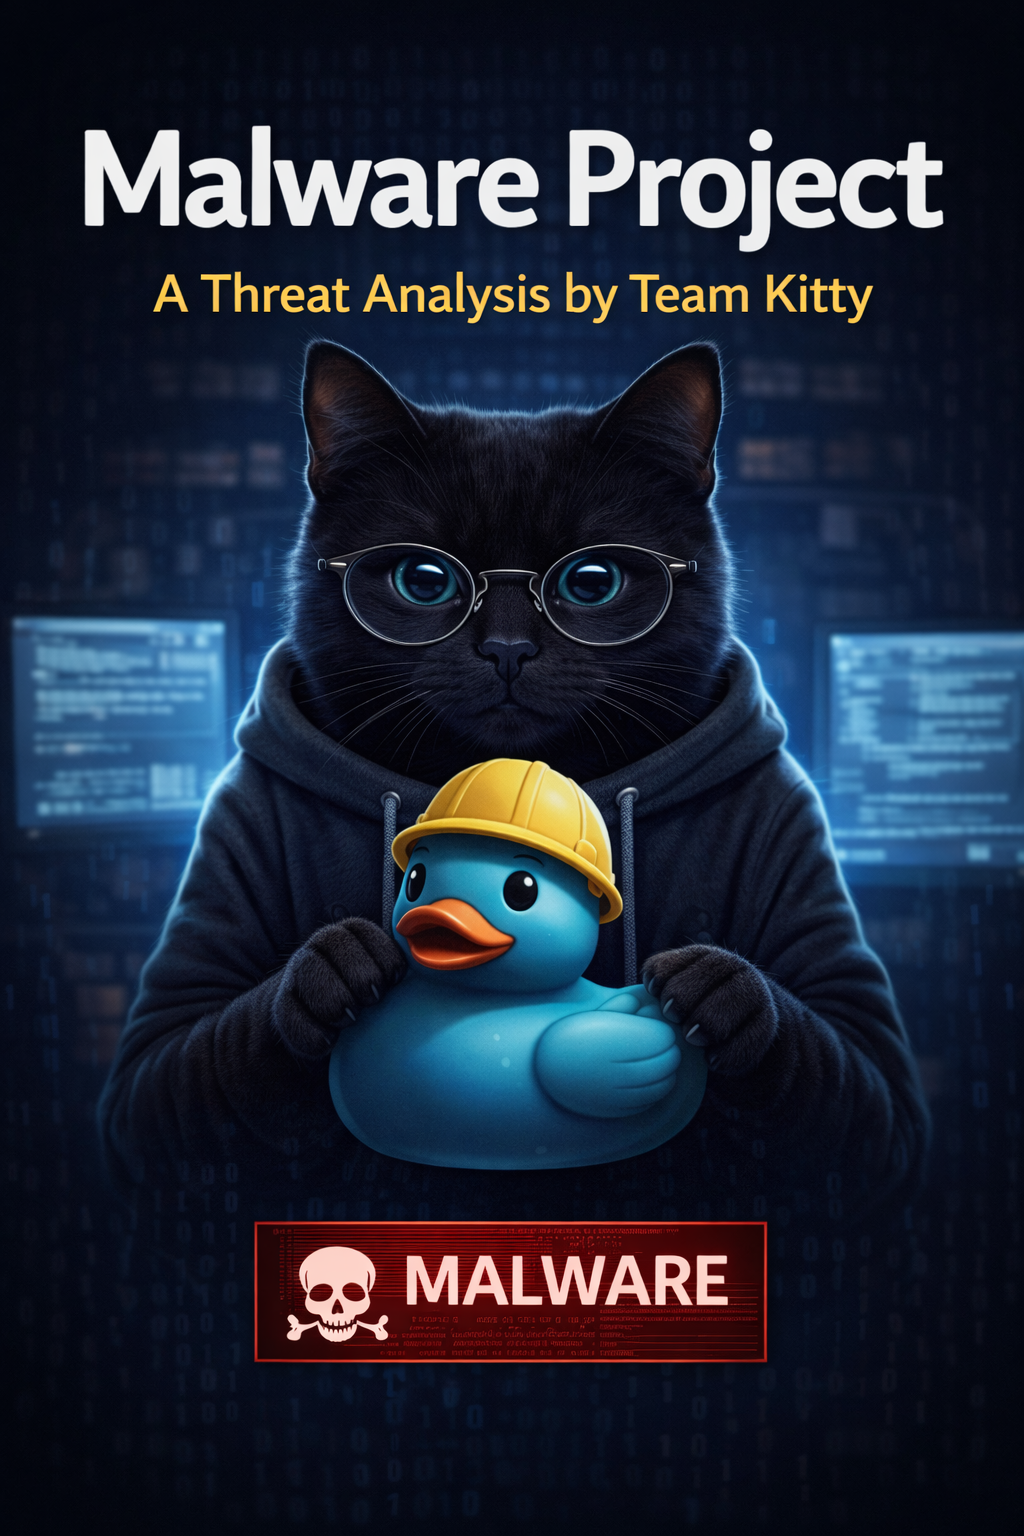 Malware Project
A Threat Analysis by Team Kitty
MALWARE